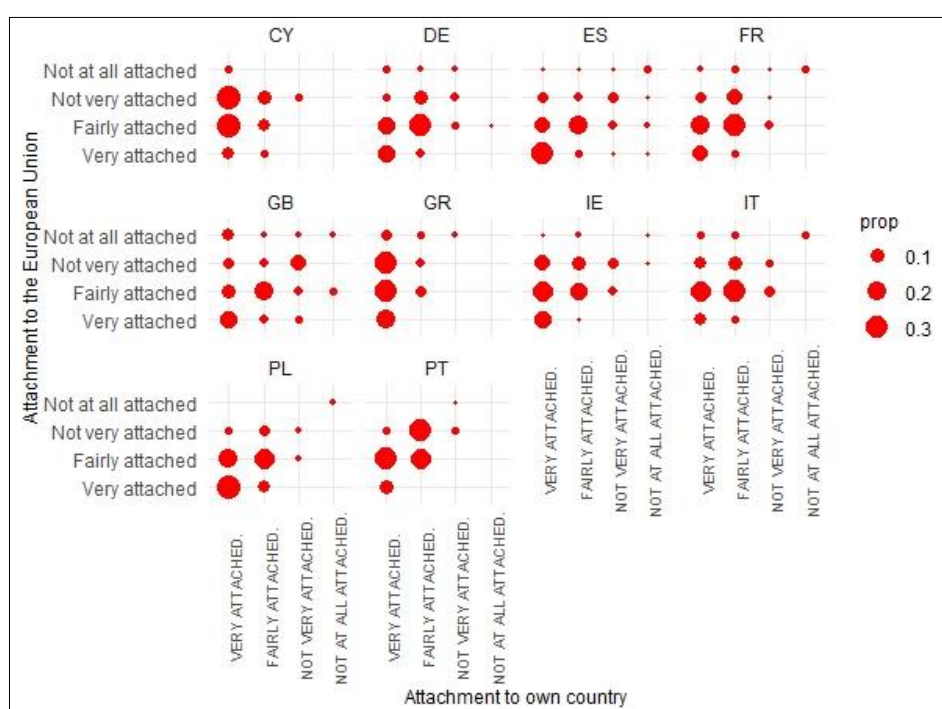 CY DE ES FR
Not at all attached
Not very attached
Fairly attached
Very attached
GB GR IE IT
Not at all attached
Not very attached
Fairly attached
Very attached
PL PT
Not at all attached
Not very attached
Fairly attached
Very attached
Attachment to the European Union
VERY ATTACHED.
FAIRLY ATTACHED.
NOT VERY ATTACHED.
NOT AT ALL ATTACHED.
VERY ATTACHED.
FAIRLY ATTACHED.
NOT VERY ATTACHED.
NOT AT ALL ATTACHED.
VERY ATTACHED.
FAIRLY ATTACHED.
NOT VERY ATTACHED.
NOT AT ALL ATTACHED.
VERY ATTACHED.
FAIRLY ATTACHED.
NOT VERY ATTACHED.
NOT AT ALL ATTACHED.
Attachment to own country
prop
0.1
0.2
0.3